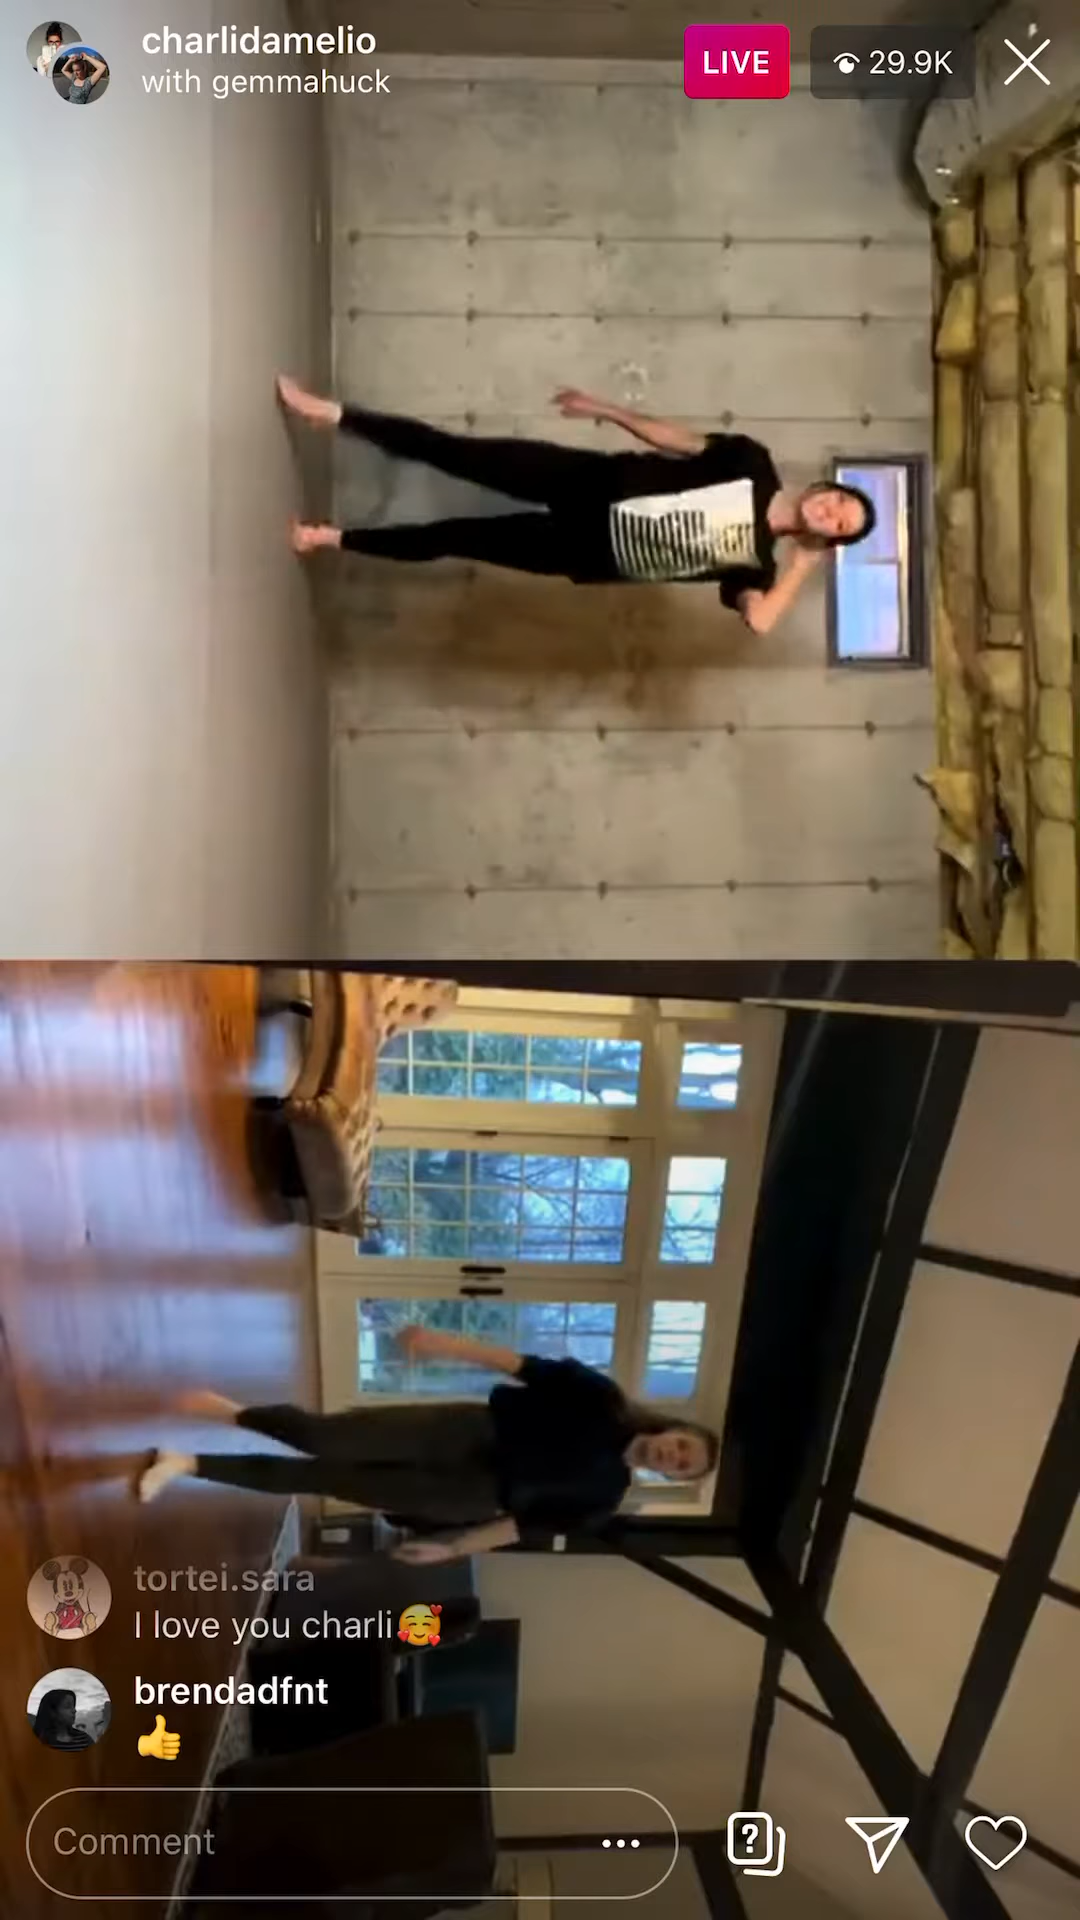 charlidamelio
with gemmahuck
LIVE
29.9K
tortei.sara
I love you charli🥰
brendadfnt
👍
Comment